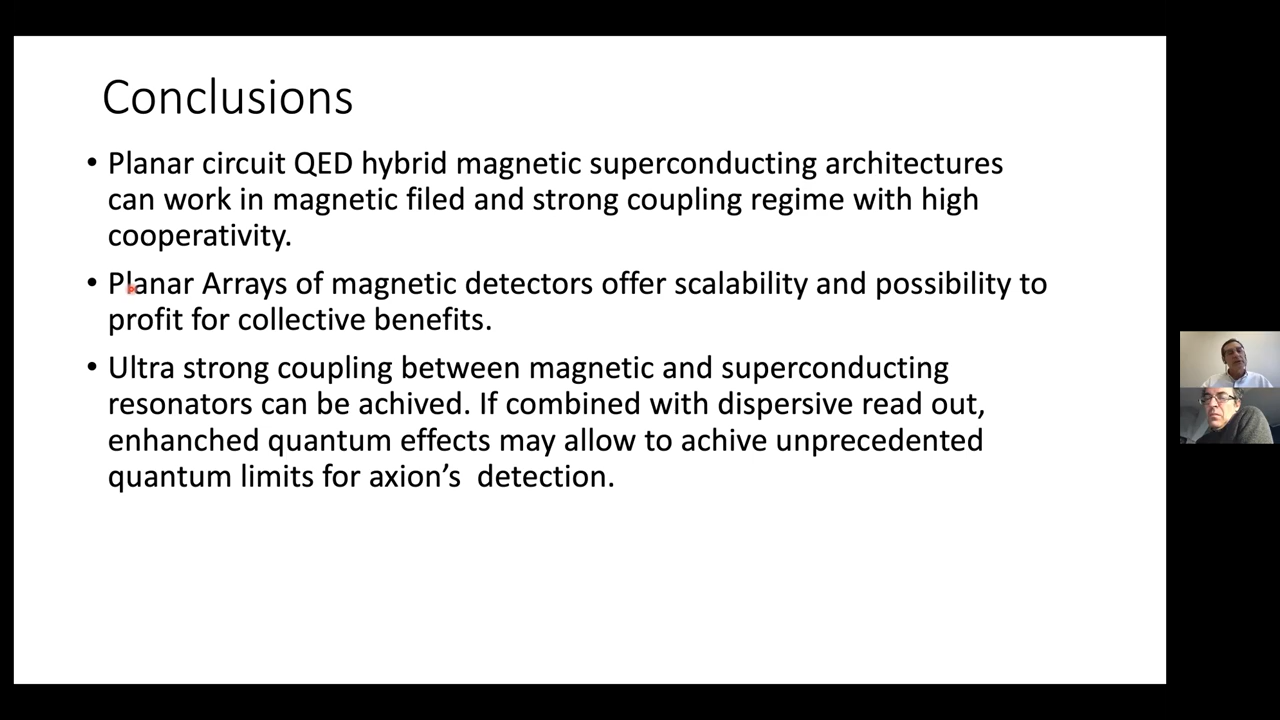 Conclusions
• Planar circuit QED hybrid magnetic superconducting architectures
can work in magnetic filed and strong coupling regime with high
cooperativity.
• Planar Arrays of magnetic detectors offer scalability and possibility to
profit for collective benefits.
• Ultra strong coupling between magnetic and superconducting
resonators can be achived. If combined with dispersive read out,
enhanched quantum effects may allow to achive unprecedented
quantum limits for axion’s  detection.